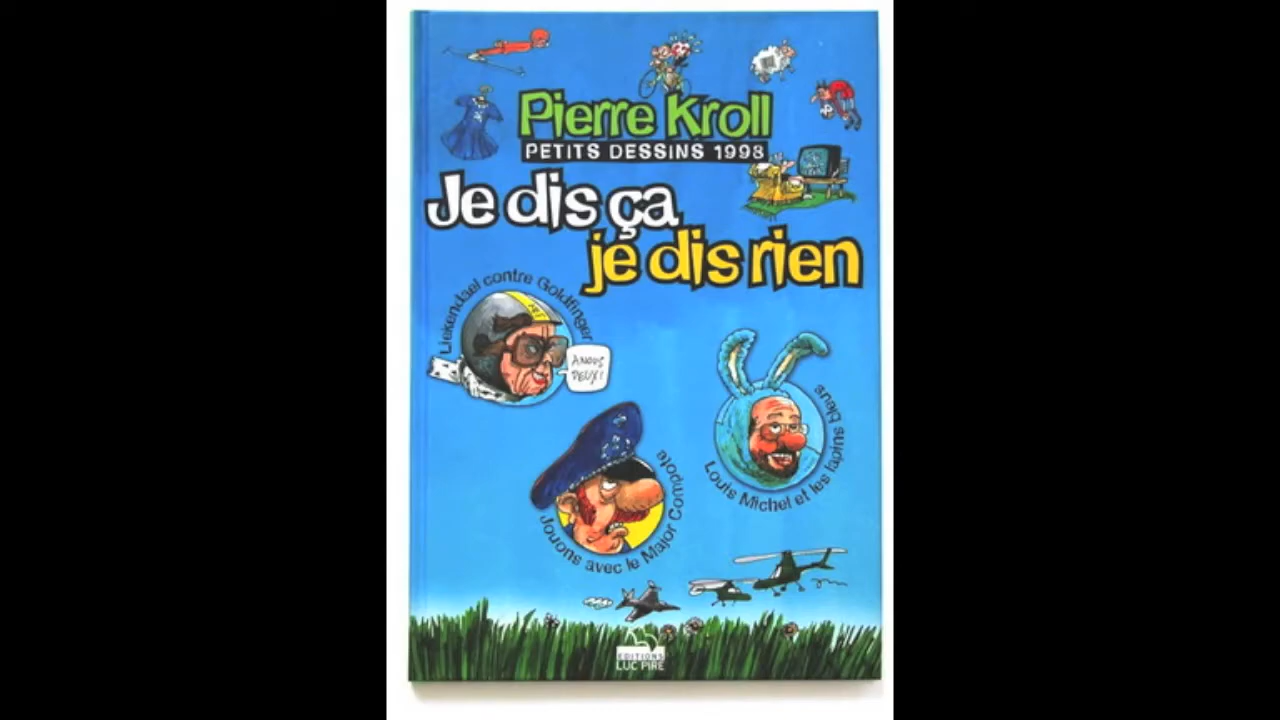 Pierre Kroll
PETITS DESSINS 1998
Je dis ça
je dis rien
Liekendael contre Goldfinger
A NOUS
DEUX!
Louis Michel et les lapins bleus
Jouons avec le Major Compote
EDITIONS
LUC PIRE